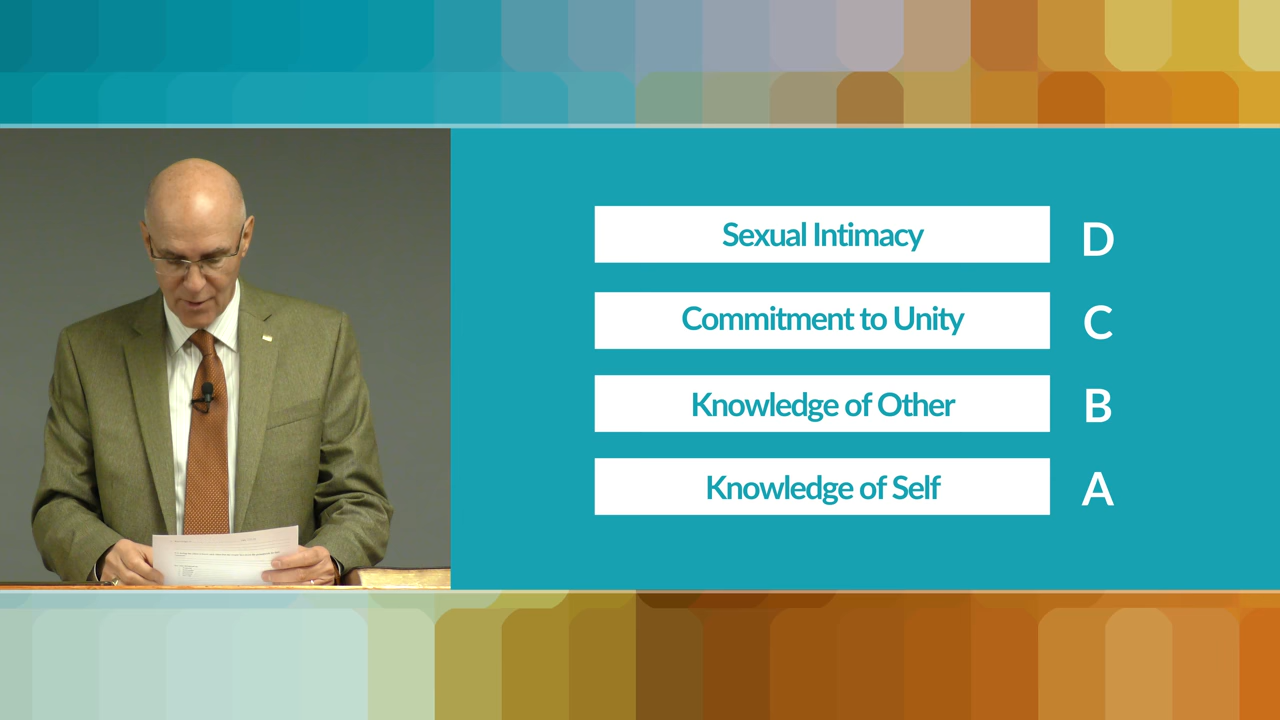 Sexual Intimacy D
Commitment to Unity C
Knowledge of Other B
Knowledge of Self A